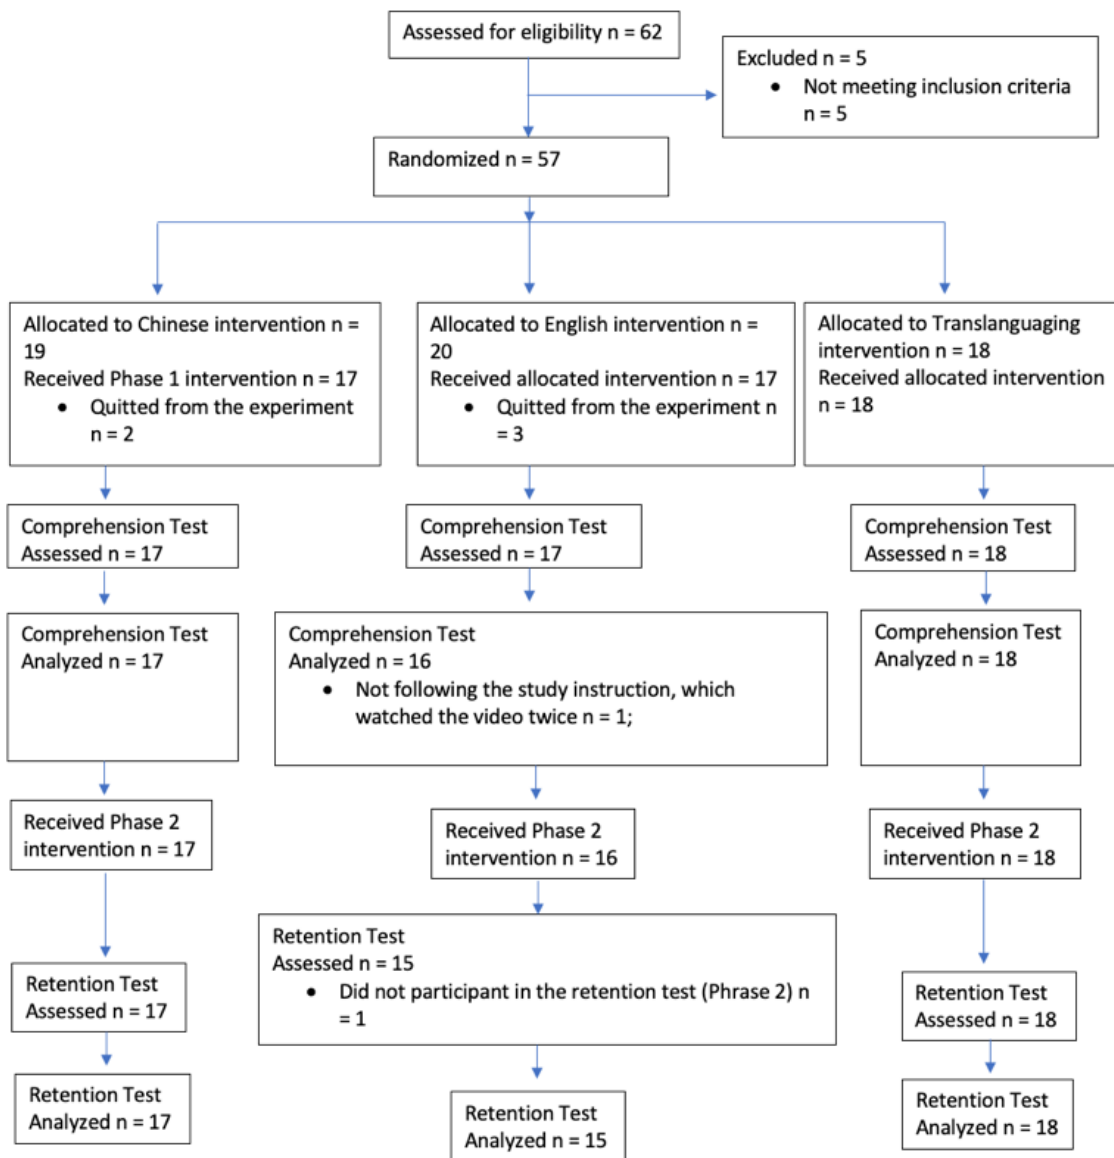 Assessed for eligibility n = 62
Excluded n = 5
• Not meeting inclusion criteria
n = 5
Randomized n = 57
Allocated to Chinese intervention n =
19
Received Phase 1 intervention n = 17
• Quitted from the experiment
n = 2
Allocated to English intervention n =
20
Received allocated intervention n = 17
• Quitted from the experiment n
= 3
Allocated to Translanguaging
intervention n = 18
Received allocated intervention
n = 18
Comprehension Test
Assessed n = 17
Comprehension Test
Assessed n = 17
Comprehension Test
Assessed n = 18
Comprehension Test
Analyzed n = 17
Comprehension Test
Analyzed n = 16
• Not following the study instruction, which
watched the video twice n = 1;
Comprehension Test
Analyzed n = 18
Received Phase 2
intervention n = 17
Received Phase 2
intervention n = 16
Received Phase 2
intervention n = 18
Retention Test
Assessed n = 17
Retention Test
Assessed n = 15
• Did not participant in the retention test (Phrase 2) n
= 1
Retention Test
Assessed n = 18
Retention Test
Analyzed n = 17
Retention Test
Analyzed n = 15
Retention Test
Analyzed n = 18